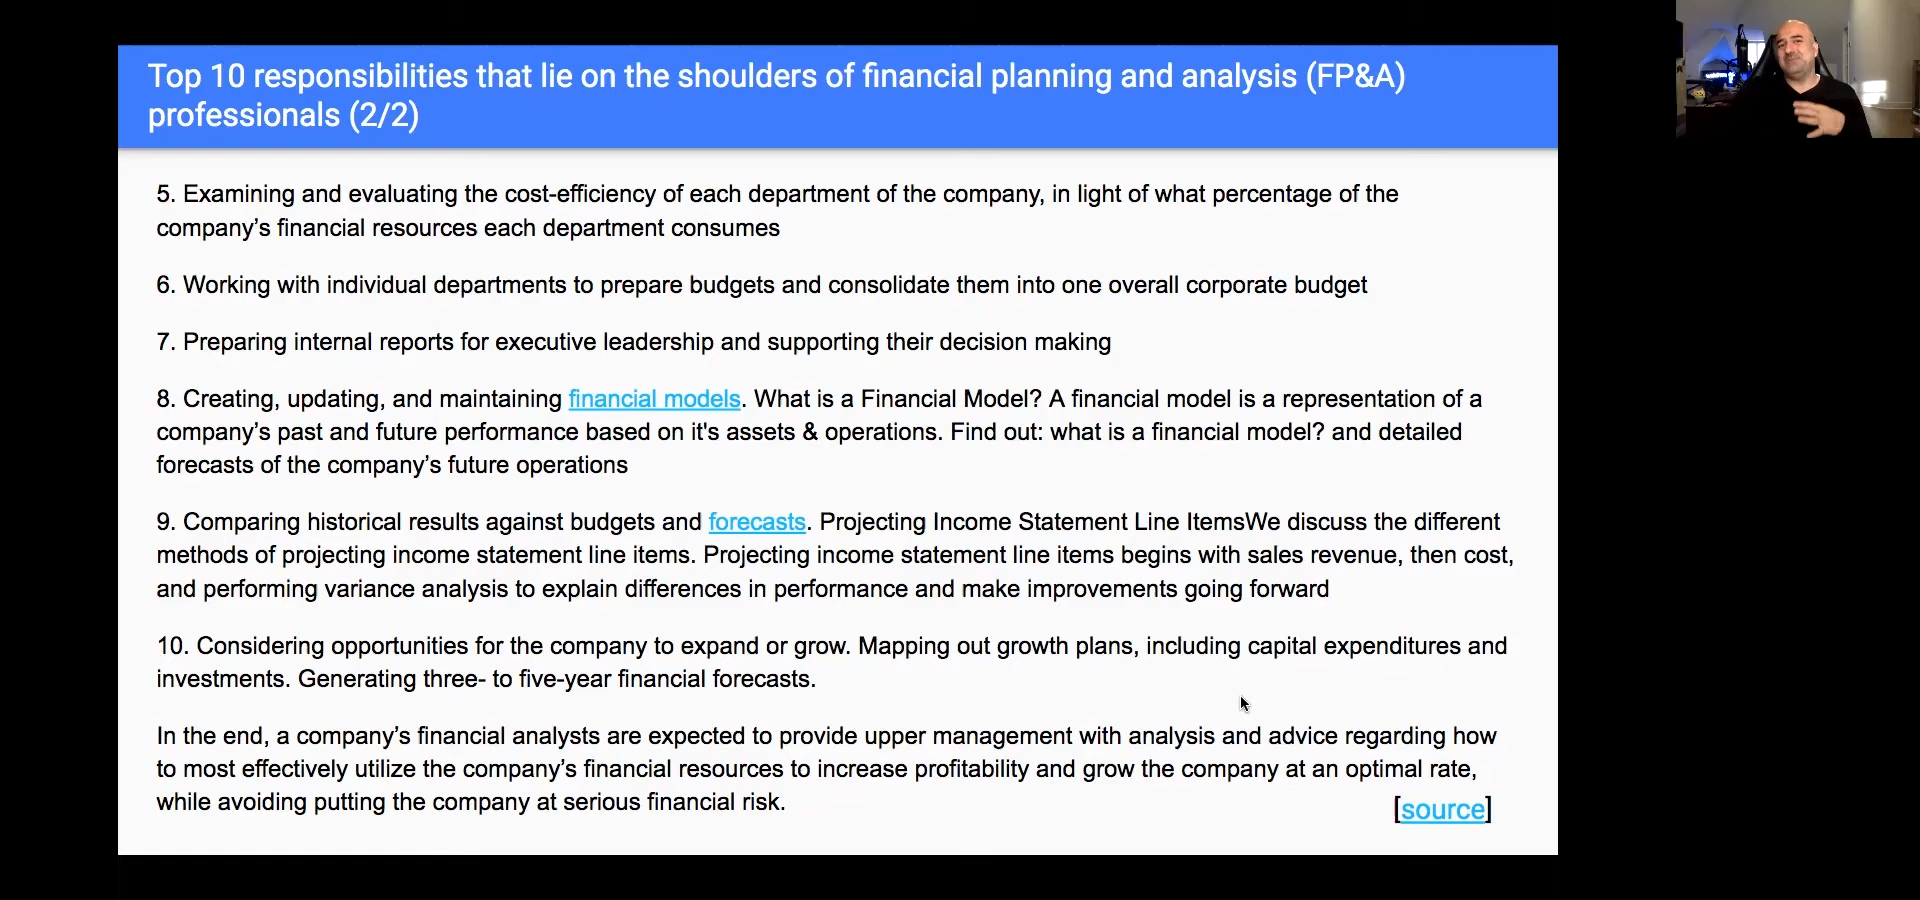 Top 10 responsibilities that lie on the shoulders of financial planning and analysis (FP&A)
professionals (2/2)
5. Examining and evaluating the cost-efficiency of each department of the company, in light of what percentage of the
company’s financial resources each department consumes
6. Working with individual departments to prepare budgets and consolidate them into one overall corporate budget
7. Preparing internal reports for executive leadership and supporting their decision making
8. Creating, updating, and maintaining financial models. What is a Financial Model? A financial model is a representation of a
company’s past and future performance based on it's assets & operations. Find out: what is a financial model? and detailed
forecasts of the company’s future operations
9. Comparing historical results against budgets and forecasts. Projecting Income Statement Line ItemsWe discuss the different
methods of projecting income statement line items. Projecting income statement line items begins with sales revenue, then cost,
and performing variance analysis to explain differences in performance and make improvements going forward
10. Considering opportunities for the company to expand or grow. Mapping out growth plans, including capital expenditures and
investments. Generating three- to five-year financial forecasts.
In the end, a company’s financial analysts are expected to provide upper management with analysis and advice regarding how
to most effectively utilize the company’s financial resources to increase profitability and grow the company at an optimal rate,
while avoiding putting the company at serious financial risk.
[source]